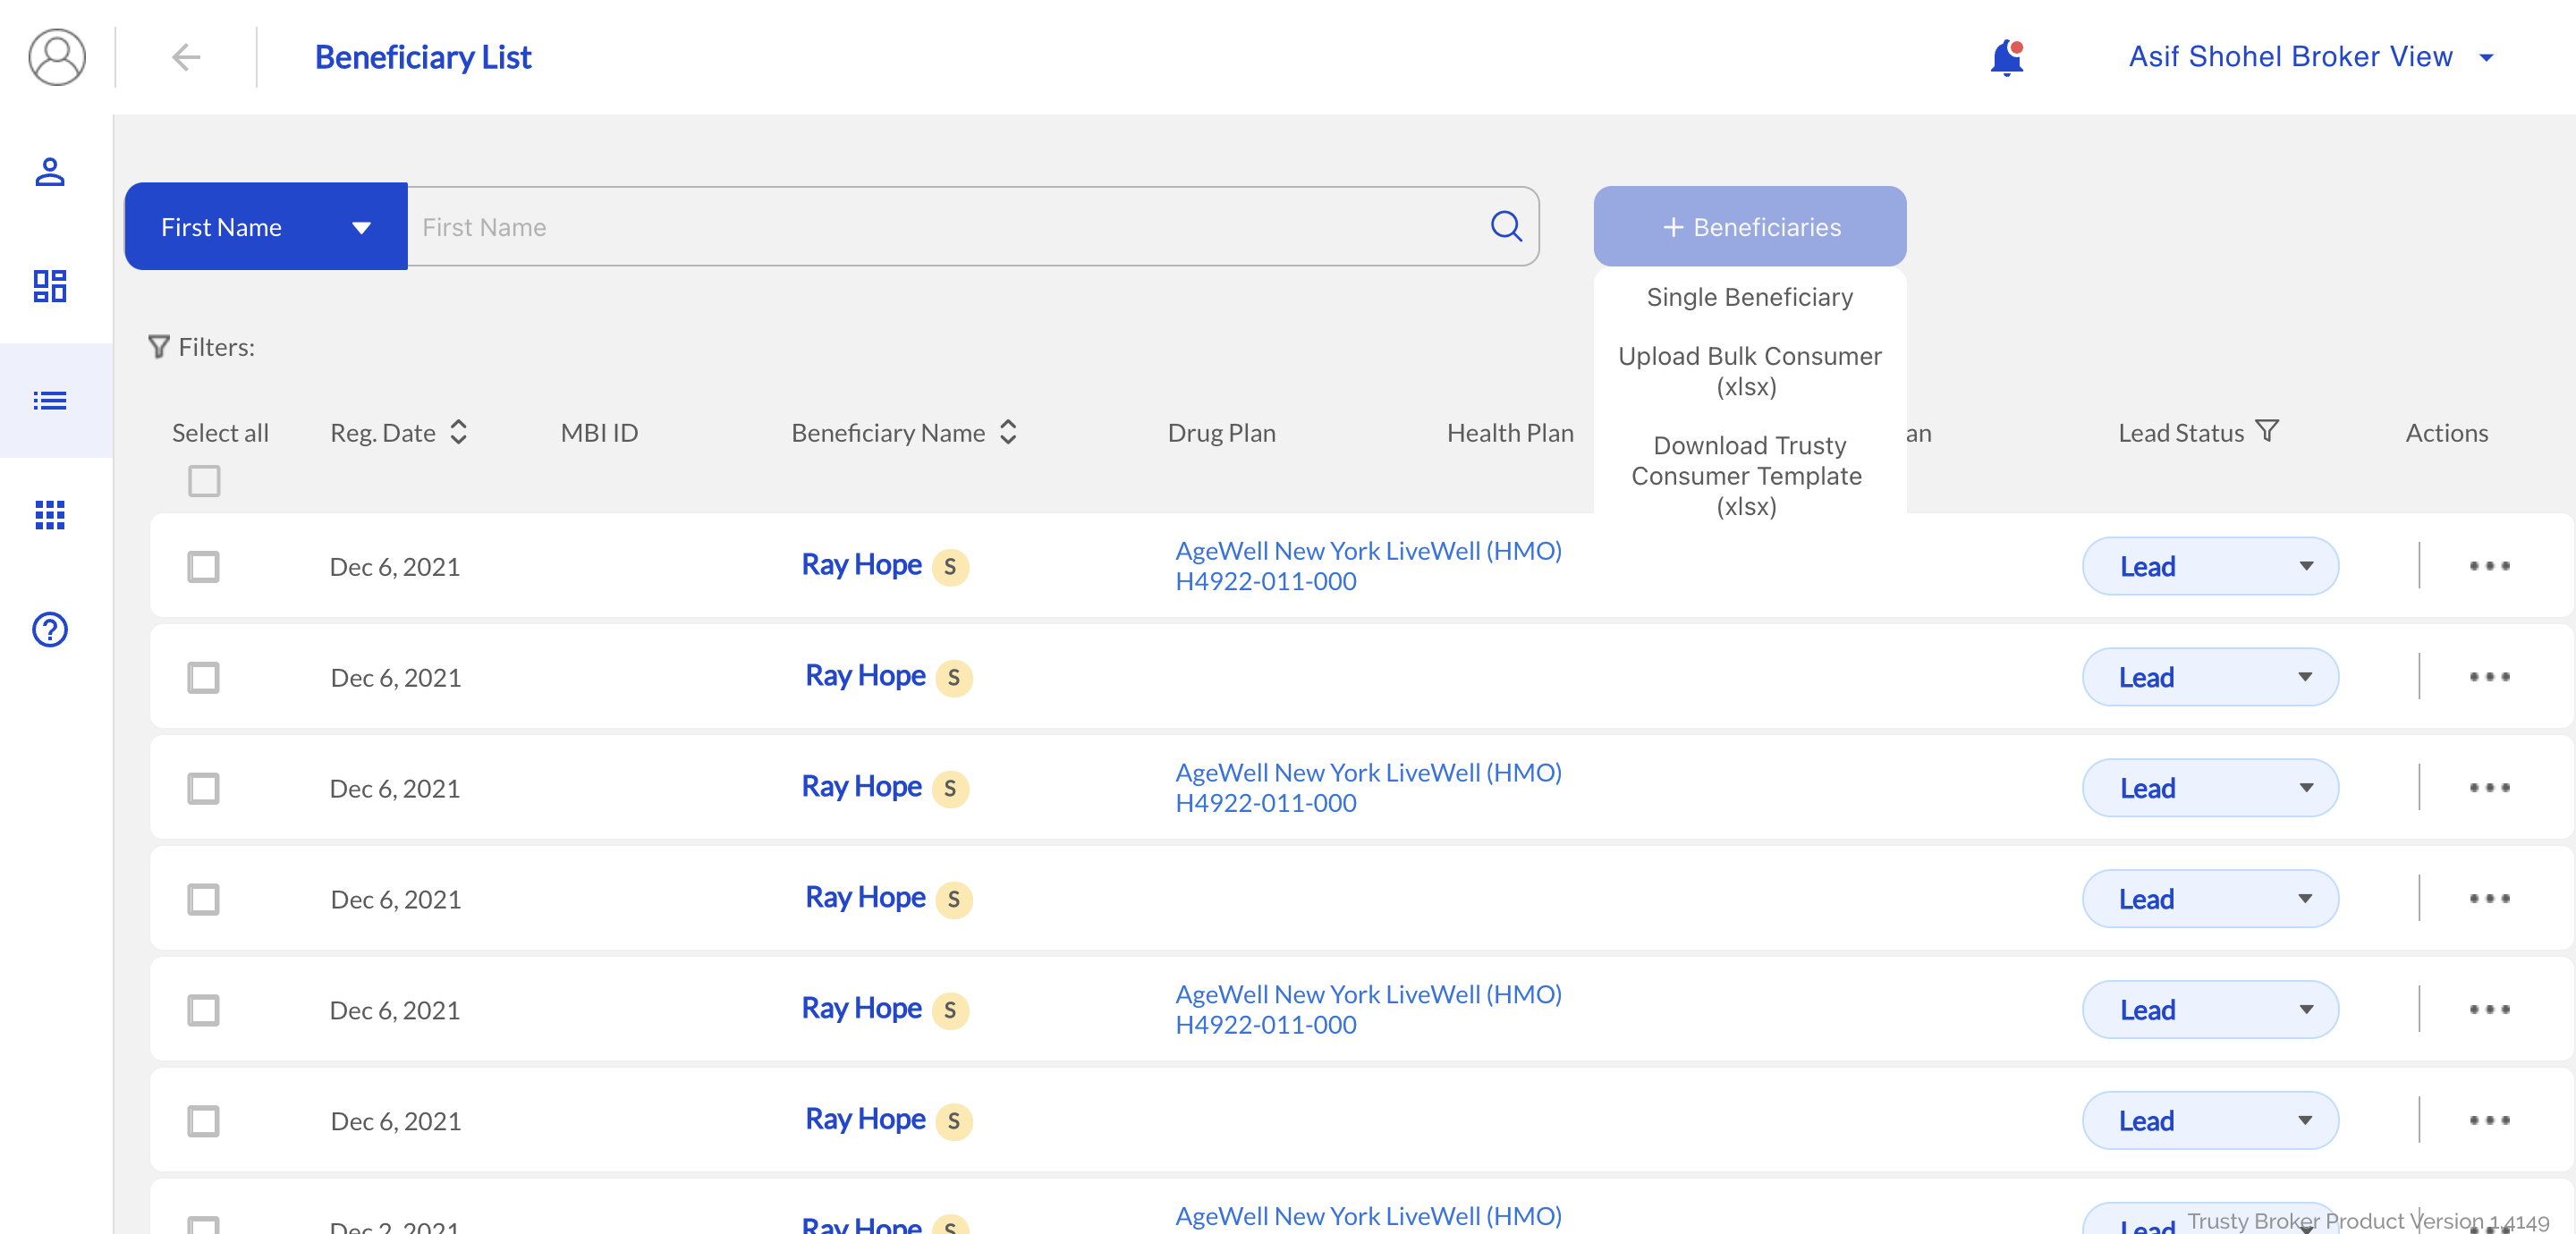 Beneficiary List
Asif Shohel Broker View
First Name
First Name
+ Beneficiaries
Single Beneficiary
Upload Bulk Consumer
(xlsx)
Download Trusty
Consumer Template
(xlsx)
Filters:
Select all
Reg. Date
MBI ID
Beneficiary Name
Drug Plan
Health Plan
an
Lead Status
Actions
Dec 6, 2021
Ray Hope
S
AgeWell New York LiveWell (HMO)
H4922-011-000
Lead
Dec 6, 2021
Ray Hope
S
Lead
Dec 6, 2021
Ray Hope
S
AgeWell New York LiveWell (HMO)
H4922-011-000
Lead
Dec 6, 2021
Ray Hope
S
Lead
Dec 6, 2021
Ray Hope
S
AgeWell New York LiveWell (HMO)
H4922-011-000
Lead
Dec 6, 2021
Ray Hope
S
Lead
Dec 2, 2021
Ray Hope
S
AgeWell New York LiveWell (HMO)
Lead
Trusty Broker Product Version 1.4149